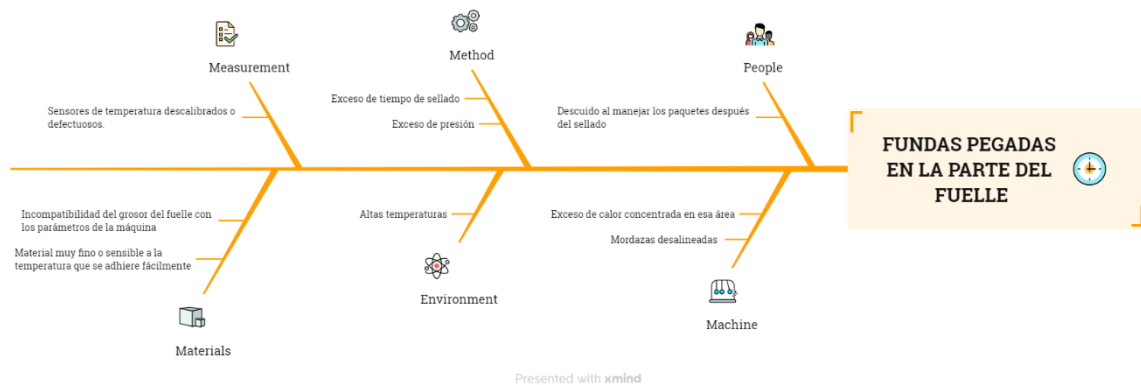 Measurement
Method
People
Sensores de temperatura descalibrados o
defectuosos.
Exceso de tiempo de sellado
Exceso de presión
Descuido al manejar los paquetes después
del sellado
FUNDAS PEGADAS
EN LA PARTE DEL
FUELLE
Incompatibilidad del grosor del fuelle con
los parámetros de la máquina
Material muy fino o sensible a la
temperatura que se adhiere fácilmente
Altas temperaturas
Exceso de calor concentrada en esa área
Mordazas desalineadas
Materials
Environment
Machine
Presented with xmind